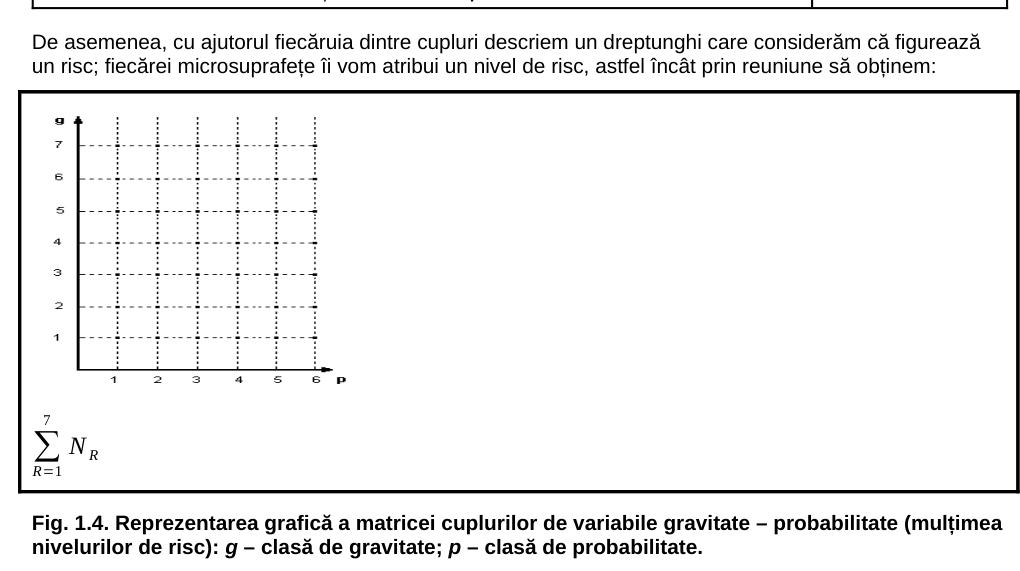 De asemenea, cu ajutorul fiecăruia dintre cupluri descriem un dreptunghi care considerăm că figurează
un risc; fiecărei microsuprafețe îi vom atribui un nivel de risc, astfel încât prin reuniune să obținem:
g
7
6
5
4
3
2
1
1 2 3 4 5 6 p
7
∑ N R
R=1
Fig. 1.4. Reprezentarea grafică a matricei cuplurilor de variabile gravitate – probabilitate (mulțimea
nivelurilor de risc): g – clasă de gravitate; p – clasă de probabilitate.